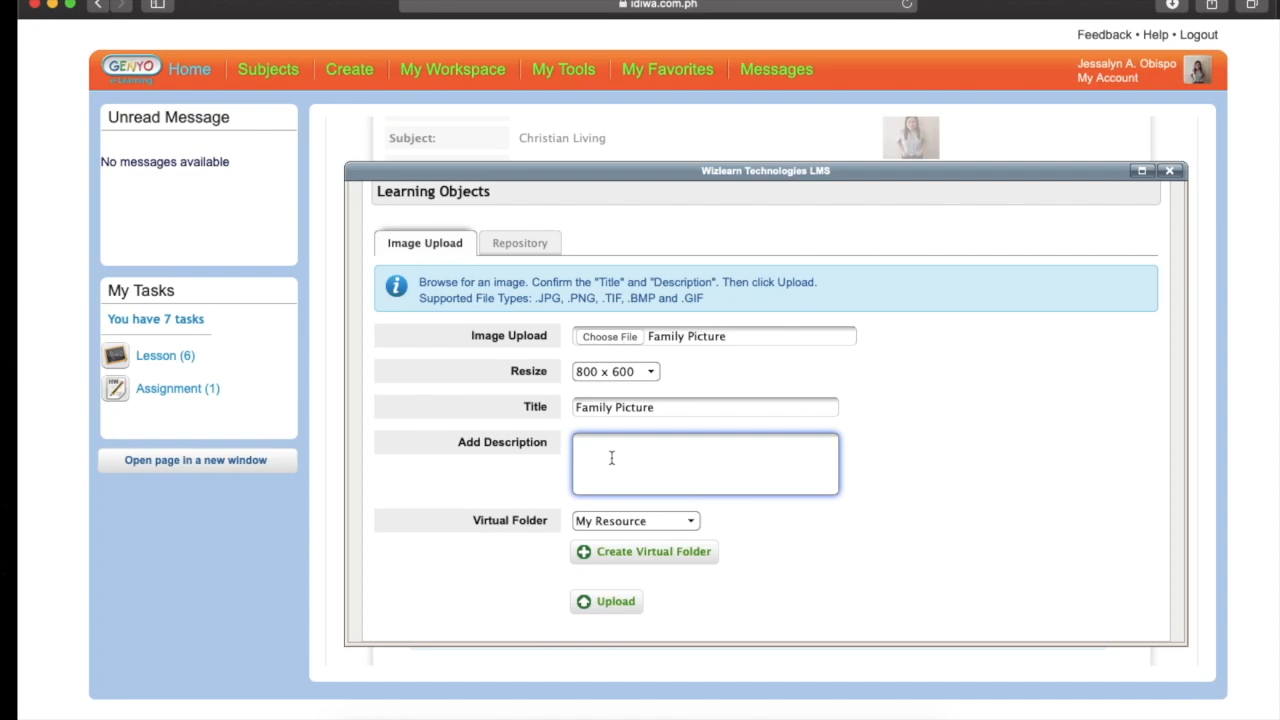 idiwa.com.ph
Feedback • Help • Logout
GENYO
e-Learning
Home
Subjects
Create
My Workspace
My Tools
My Favorites
Messages
Jessalyn A. Obispo
My Account
Unread Message
No messages available
My Tasks
You have 7 tasks
Lesson (6)
Assignment (1)
Open page in a new window
Subject:
Christian Living
Wizlearn Technologies LMS
Learning Objects
Image Upload
Repository
Browse for an image. Confirm the "Title" and "Description". Then click Upload.
Supported File Types: .JPG, .PNG, .TIF, .BMP and .GIF
Image Upload
Choose File Family Picture
Resize
800 x 600
Title
Family Picture
Add Description
Virtual Folder
My Resource
Create Virtual Folder
Upload